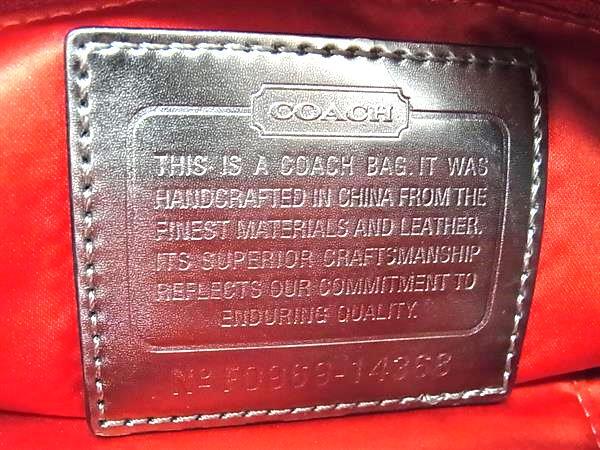 COACH
THIS IS A COACH BAG. IT WAS
HANDCRAFTED IN CHINA FROM THE
FINEST MATERIALS AND LEATHER.
ITS SUPERIOR CRAFTSMANSHIP
REFLECTS OUR COMMITMENT TO
ENDURING QUALITY.
Nº F0969-14368